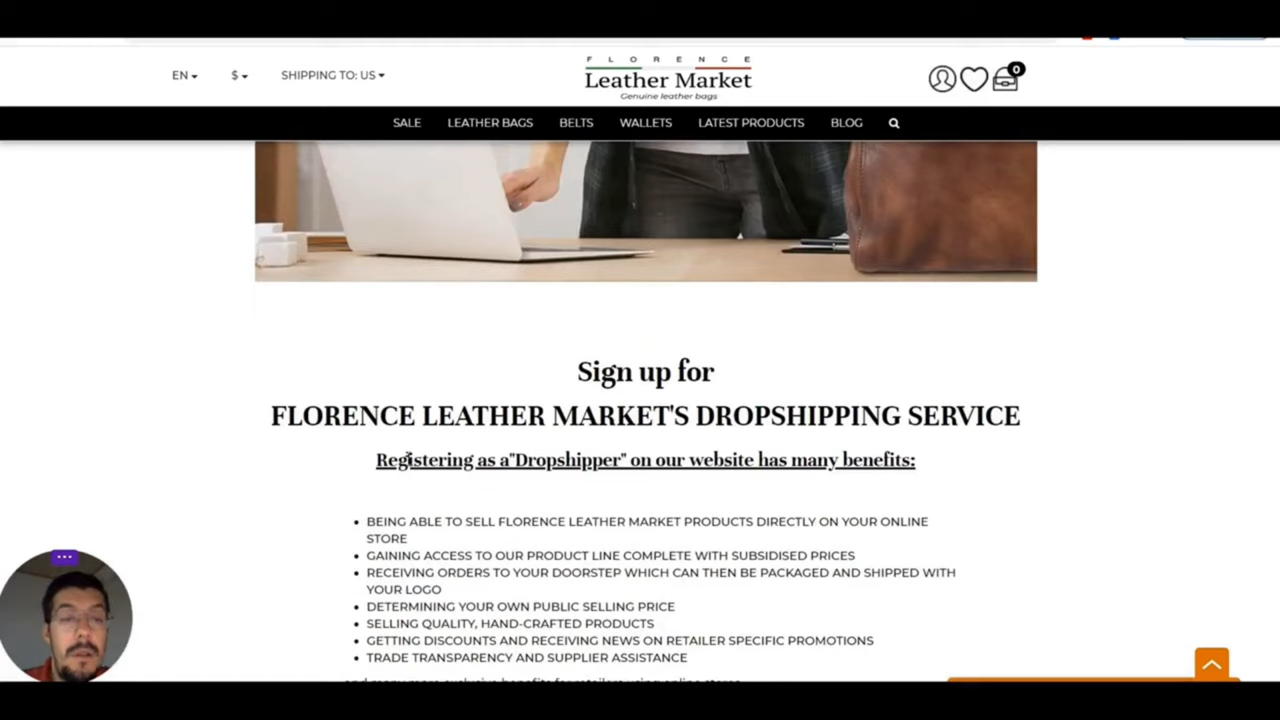 EN
$
SHIPPING TO: US
FLORENCE
Leather Market
Genuine leather bags
0
SALE
LEATHER BAGS
BELTS
WALLETS
LATEST PRODUCTS
BLOG
Sign up for
FLORENCE LEATHER MARKET'S DROPSHIPPING SERVICE
Registering as a"Dropshipper" on our website has many benefits:
BEING ABLE TO SELL FLORENCE LEATHER MARKET PRODUCTS DIRECTLY ON YOUR ONLINE
STORE
GAINING ACCESS TO OUR PRODUCT LINE COMPLETE WITH SUBSIDISED PRICES
RECEIVING ORDERS TO YOUR DOORSTEP WHICH CAN THEN BE PACKAGED AND SHIPPED WITH
YOUR LOGO
DETERMINING YOUR OWN PUBLIC SELLING PRICE
SELLING QUALITY, HAND-CRAFTED PRODUCTS
GETTING DISCOUNTS AND RECEIVING NEWS ON RETAILER SPECIFIC PROMOTIONS
TRADE TRANSPARENCY AND SUPPLIER ASSISTANCE